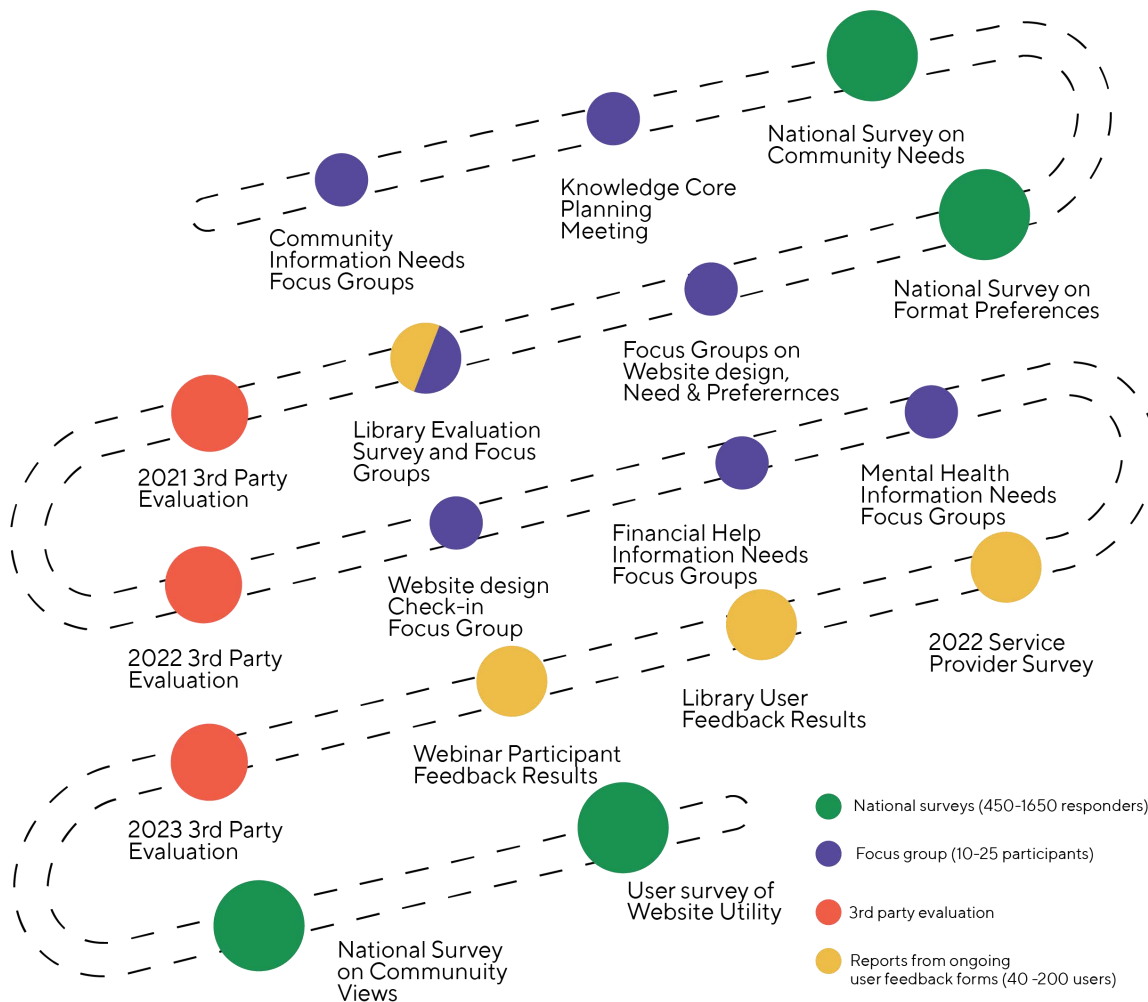 Community
Information Needs
Focus Groups
Knowledge Core
Planning
Meeting
National Survey on
Community Needs
National Survey on
Format Preferences
Focus Groups on
Website design,
Need & Preferernces
Library Evaluation
Survey and Focus
Groups
2021 3rd Party
Evaluation
2022 3rd Party
Evaluation
Website design
Check-in
Focus Group
Financial Help
Information Needs
Focus Groups
Mental Health
Information Needs
Focus Groups
2022 Service
Provider Survey
Library User
Feedback Results
Webinar Participant
Feedback Results
2023 3rd Party
Evaluation
National Survey
on Communuity
Views
User survey of
Website Utility
National surveys (450-1650 responders)
Focus group (10-25 participants)
3rd party evaluation
Reports from ongoing
user feedback forms (40 -200 users)